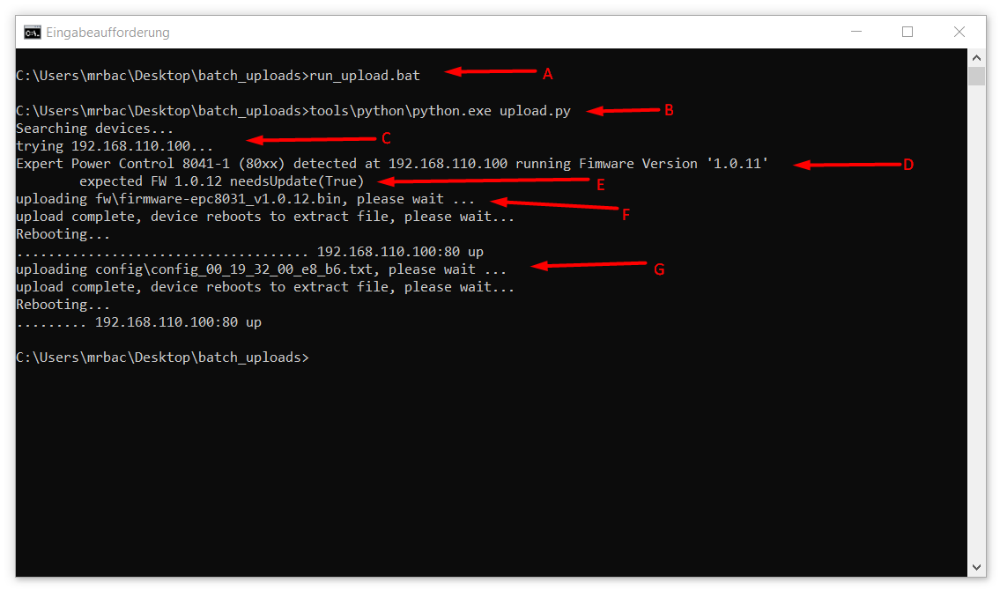 Eingabeaufforderung
C:\Users\mrbac\Desktop\batch_uploads>run_upload.bat A
C:\Users\mrbac\Desktop\batch_uploads>tools\python\python.exe upload.py B
Searching devices...
trying 192.168.110.100... C
Expert Power Control 8041-1 (80xx) detected at 192.168.110.100 running Fimware Version '1.0.11' D
expected FW 1.0.12 needsUpdate(True) E
uploading fw\firmware-epc8031_v1.0.12.bin, please wait ...
upload complete, device reboots to extract file, please wait... F
Rebooting...
..................................... 192.168.110.100:80 up
uploading config\config_00_19_32_00_e8_b6.txt, please wait ... G
upload complete, device reboots to extract file, please wait...
Rebooting...
......... 192.168.110.100:80 up
C:\Users\mrbac\Desktop\batch_uploads>